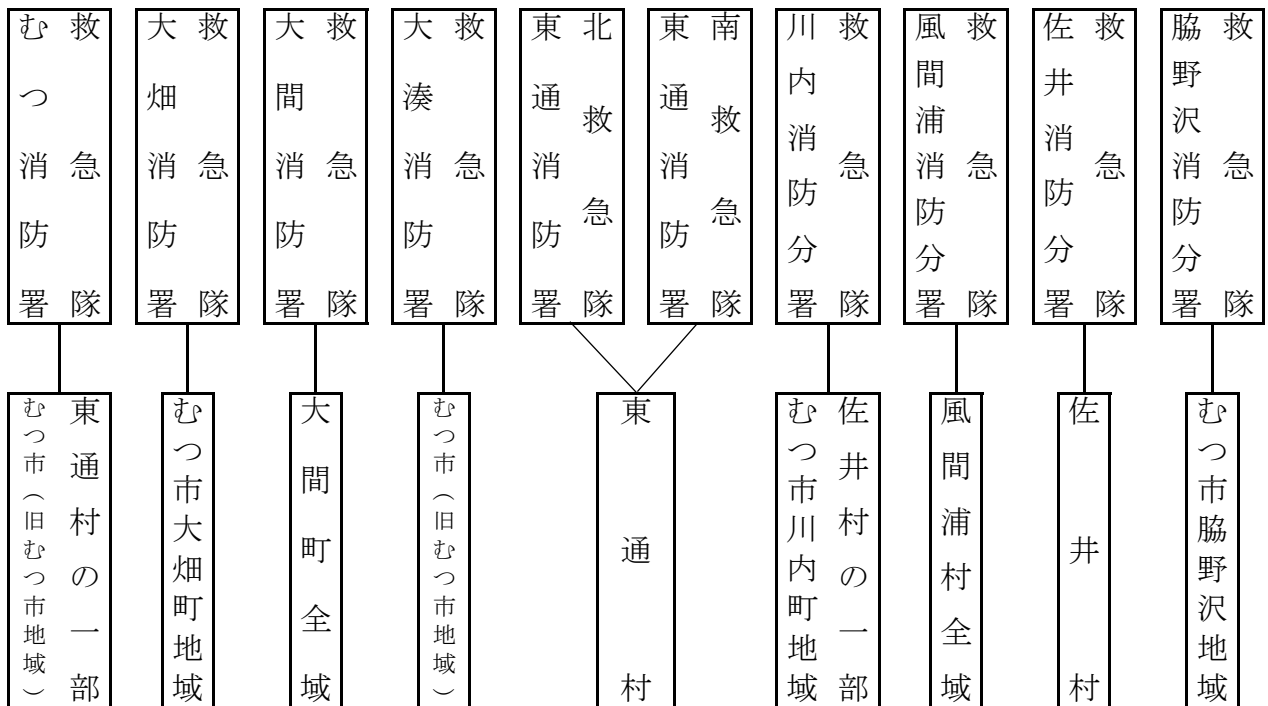 むつ消防署
救急隊
大畑消防署
救急隊
大間消防署
救急隊
大湊消防署
救急隊
東通消防署
北救急隊
東通消防署
南救急隊
川内消防分署
救急隊
風間浦消防分署
救急隊
佐井消防分署
救急隊
脇野沢消防分署
救急隊
むつ市（旧むつ市地域）
東通村の一部
むつ市大畑町地域
大間町全域
むつ市（旧むつ市地域）
東通村
むつ市川内町地域
佐井村の一部
風間浦村全域
佐井村
むつ市脇野沢地域